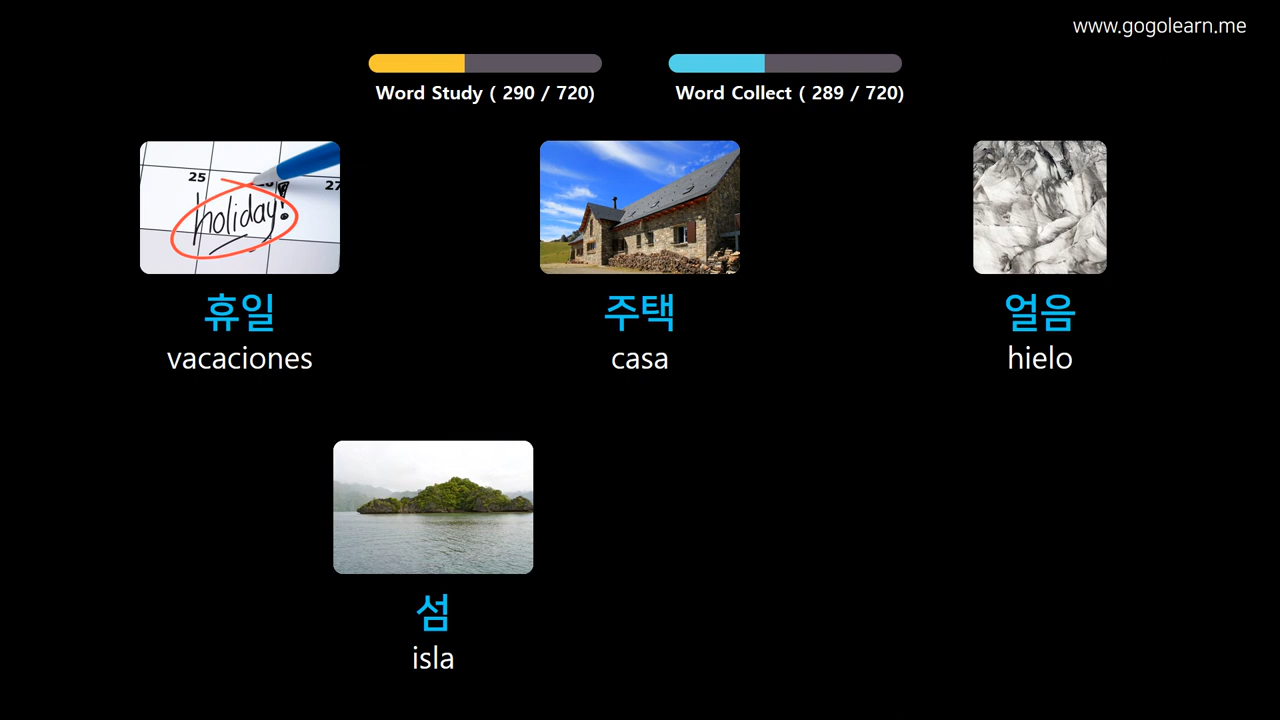 www.gogolearn.me
Word Study ( 290 / 720)
Word Collect ( 289 / 720)
25
27
holiday!
휴일
vacaciones
주택
casa
얼음
hielo
섬
isla